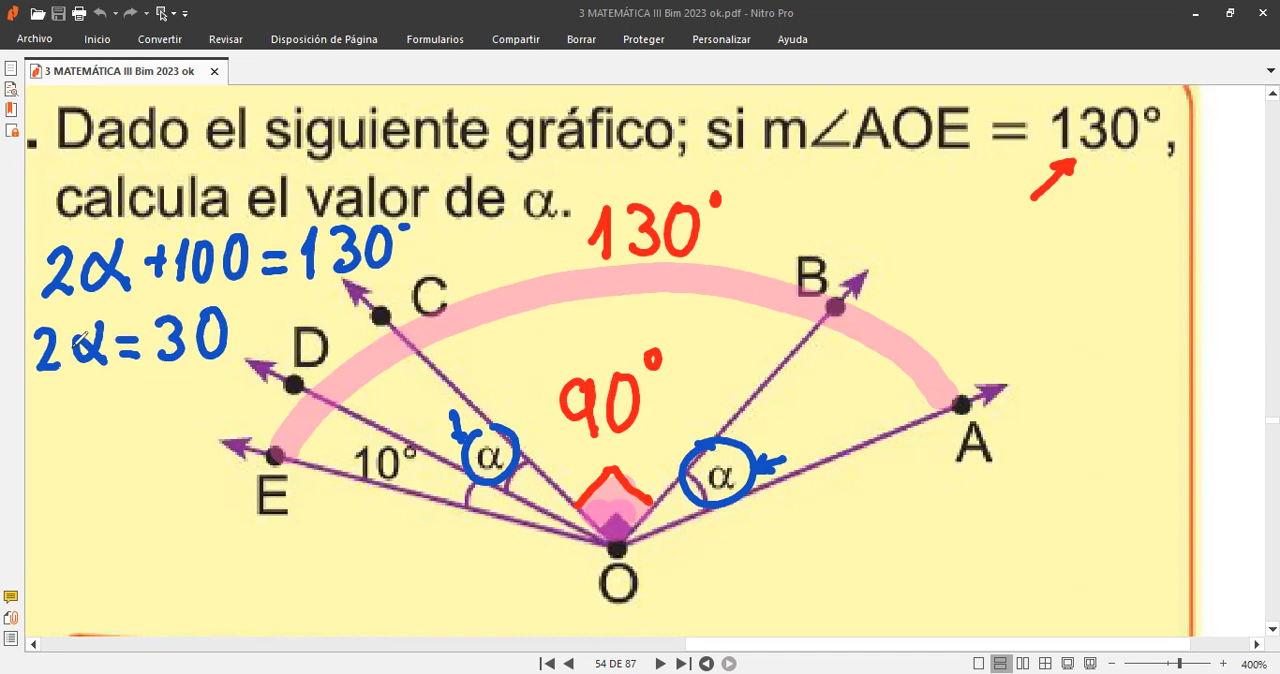 3 MATEMÁTICA III Bim 2023 ok.pdf - Nitro Pro
Archivo Inicio Convertir Revisar Disposición de Página Formularios Compartir Borrar Proteger Personalizar Ayuda
3 MATEMÁTICA III Bim 2023 ok
. Dado el siguiente gráfico; si m∠AOE = 130°,
calcula el valor de α.
130°
2α+100=130°
2α=30
C
B
D
90°
A
E
10°
α
α
O
54 DE 87
400%